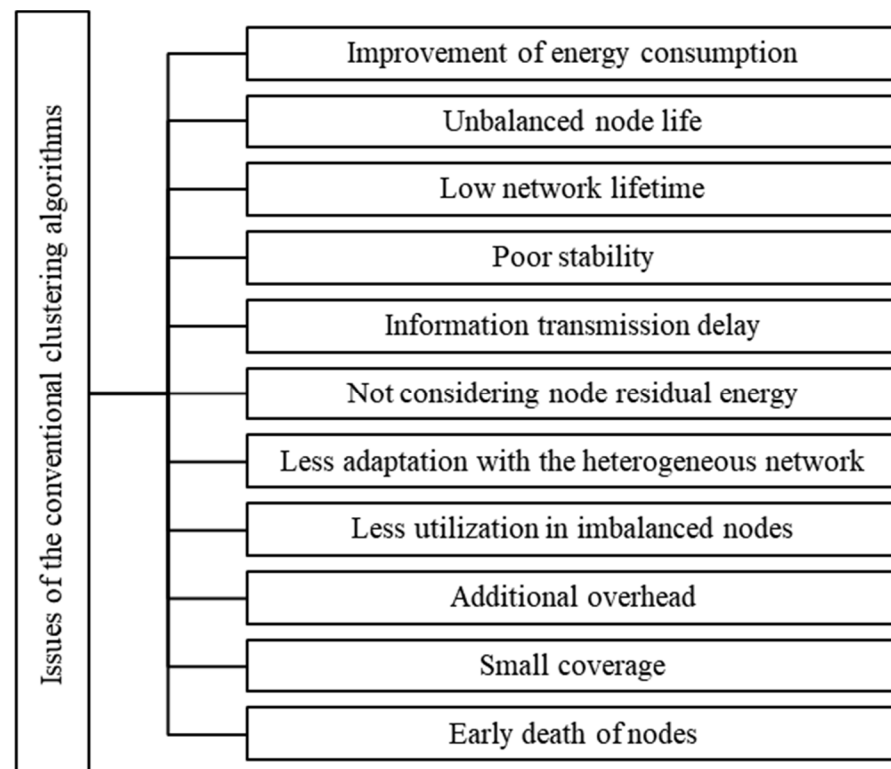 Issues of the conventional clustering algorithms
Improvement of energy consumption
Unbalanced node life
Low network lifetime
Poor stability
Information transmission delay
Not considering node residual energy
Less adaptation with the heterogeneous network
Less utilization in imbalanced nodes
Additional overhead
Small coverage
Early death of nodes